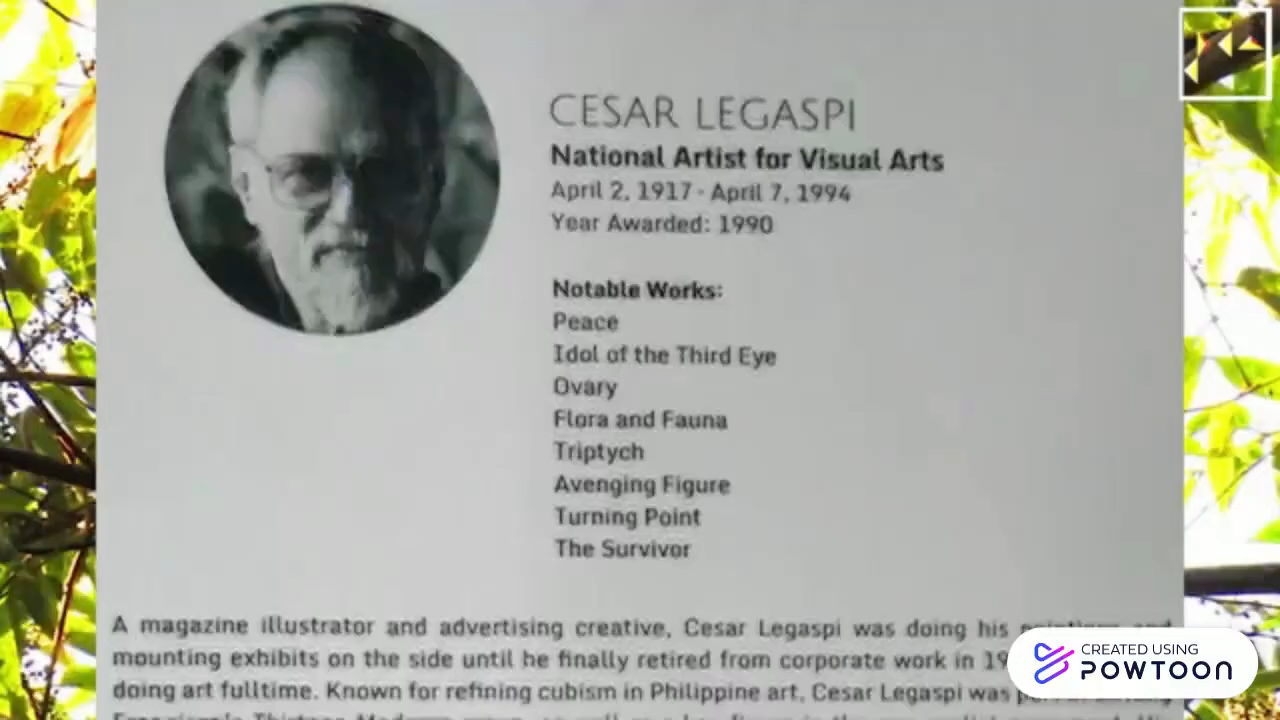 CESAR LEGASPI
National Artist for Visual Arts
April 2, 1917 - April 7, 1994
Year Awarded: 1990
Notable Works:
Peace
Idol of the Third Eye
Ovary
Flora and Fauna
Triptych
Avenging Figure
Turning Point
The Survivor
A magazine illustrator and advertising creative, Cesar Legaspi was doing his
mounting exhibits on the side until he finally retired from corporate work in 19
doing art fulltime. Known for refining cubism in Philippine art, Cesar Legaspi was
CREATED USING
POWTOON